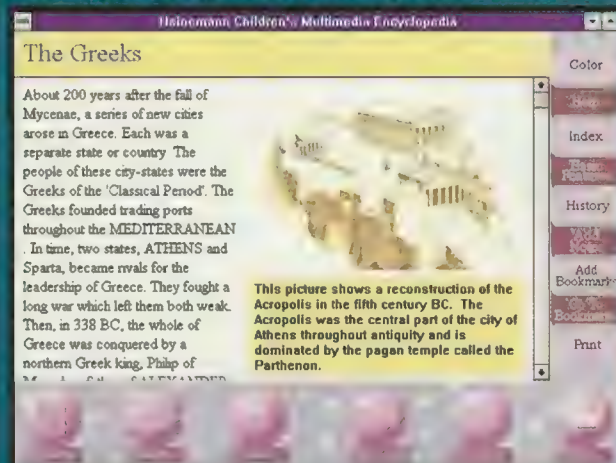 Heinemann Children's Multimedia Encyclopedia
The Greeks
About 200 years after the fall of
Mycenae, a series of new cities
arose in Greece. Each was a
separate state or country The
people of these city-states were the
Greeks of the 'Classical Period'. The
Greeks founded trading ports
throughout the MEDITERRANEAN
. In time, two states, ATHENS and
Sparta, became rivals for the
leadership of Greece. They fought a
long war which left them both weak.
Then, in 338 BC, the whole of
Greece was conquered by a
northern Greek king, Philip of
This picture shows a reconstruction of the
Acropolis in the fifth century BC. The
Acropolis was the central part of the city of
Athens throughout antiquity and is
dominated by the pagan temple called the
Parthenon.
Color
Index
History
Add
Bookmark
Go To
Bookmark
Print